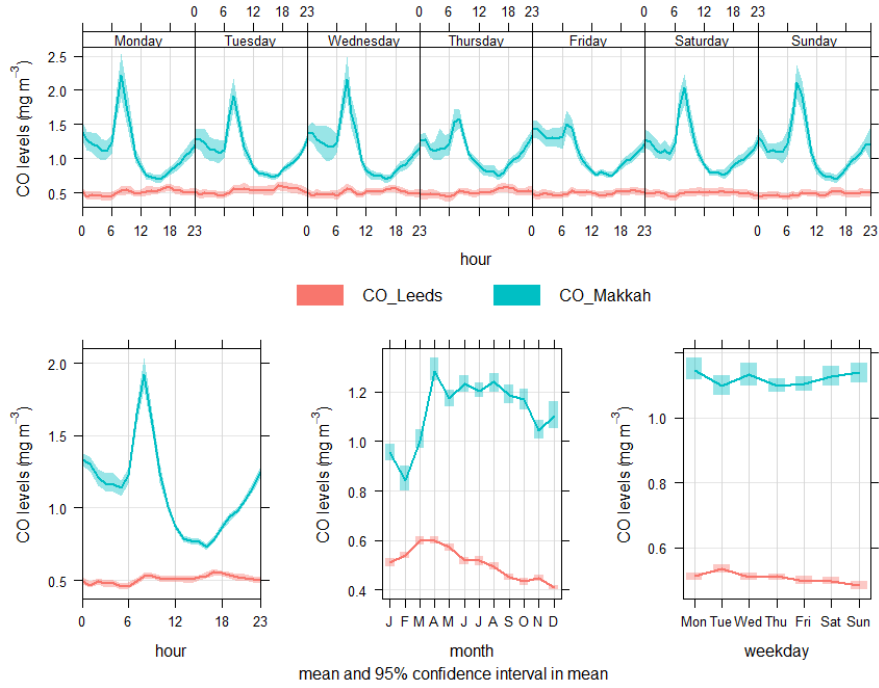 0 6 12 18 23 0 6 12 18 23 0 6 12 18 23
Monday Tuesday Wednesday Thursday Friday Saturday Sunday
CO levels (mg m⁻³)
2.5
2.0
1.5
1.0
0.5
0 6 12 18 23 0 6 12 18 23 0 6 12 18 23 0 6 12 18 23
hour
CO_Leeds CO_Makkah
CO levels (mg m⁻³)
2.0
1.5
1.0
0.5
0 6 12 18 23
hour
CO levels (mg m⁻³)
1.2
1.0
0.8
0.6
0.4
J F M A M J J A S O N D
month
CO levels (mg m⁻³)
1.0
0.8
0.6
Mon Tue Wed Thu Fri Sat Sun
weekday
mean and 95% confidence interval in mean